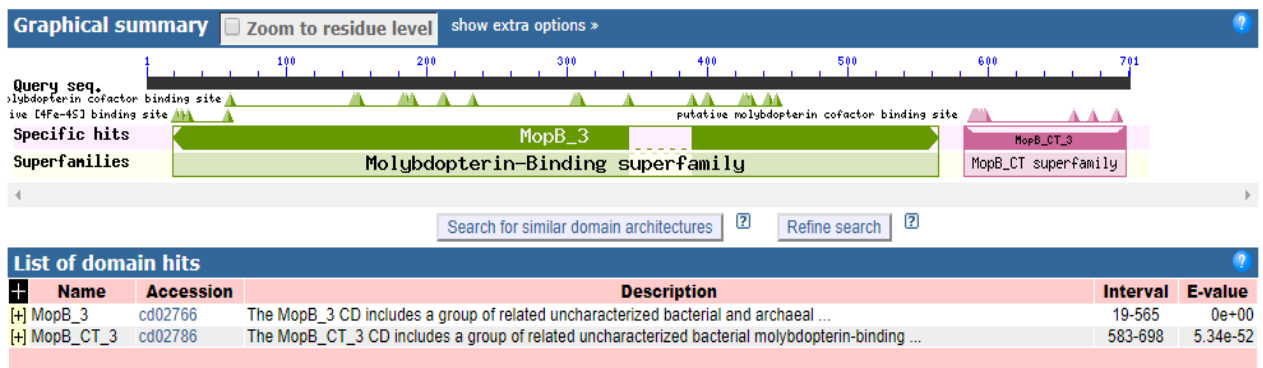 Graphical summary Zoom to residue level show extra options » ?
1 100 200 300 400 500 600 701
Query seq.
olybdopterin cofactor binding site
ive [4Fe-4S] binding site putative molybdopterin cofactor binding site
Specific hits MopB_3 MopB_CT_3
Superfamilies Molybdopterin-Binding superfamily MopB_CT superfamily
Search for similar domain architectures ? Refine search ?
List of domain hits ?
+ Name Accession Description Interval E-value
[+] MopB_3 cd02766 The MopB_3 CD includes a group of related uncharacterized bacterial and archaeal ... 19-565 0e+00
[+] MopB_CT_3 cd02786 The MopB_CT_3 CD includes a group of related uncharacterized bacterial molybdopterin-binding ... 583-698 5.34e-52